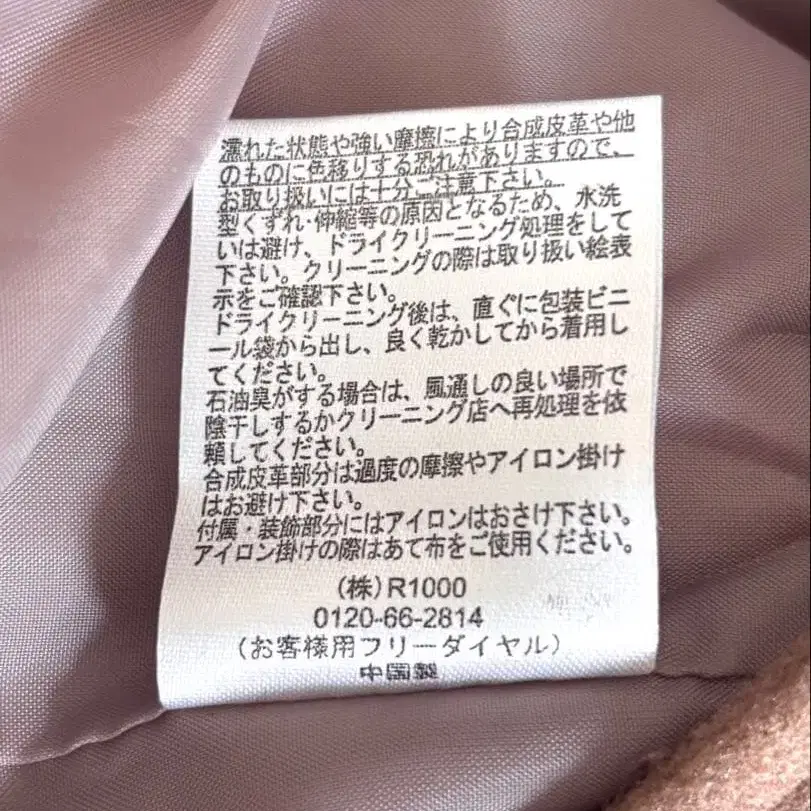 濡れた状態や強い摩擦により合成皮革や他
のものに色移りする恐れがありますので、
お取り扱いには十分ご注意下さい。
型くずれ・伸縮等の原因となるため、水洗
いは避け、ドライクリーニング処理をして
下さい。クリーニングの際は取り扱い絵表
示をご確認下さい。
ドライクリーニング後は、直ぐに包装ビニ
ール袋から出し、良く乾かしてから着用し
てください。
石油臭がする場合は、風通しの良い場所で
陰干しするかクリーニング店へ再処理を依
頼してください。
合成皮革部分は過度の摩擦やアイロン掛け
はお避け下さい。
付属・装飾部分にはアイロンはおさけ下さい。
アイロン掛けの際はあて布をご使用ください。
(株)R1000
0120-66-2814
(お客様用フリーダイヤル)
中国製